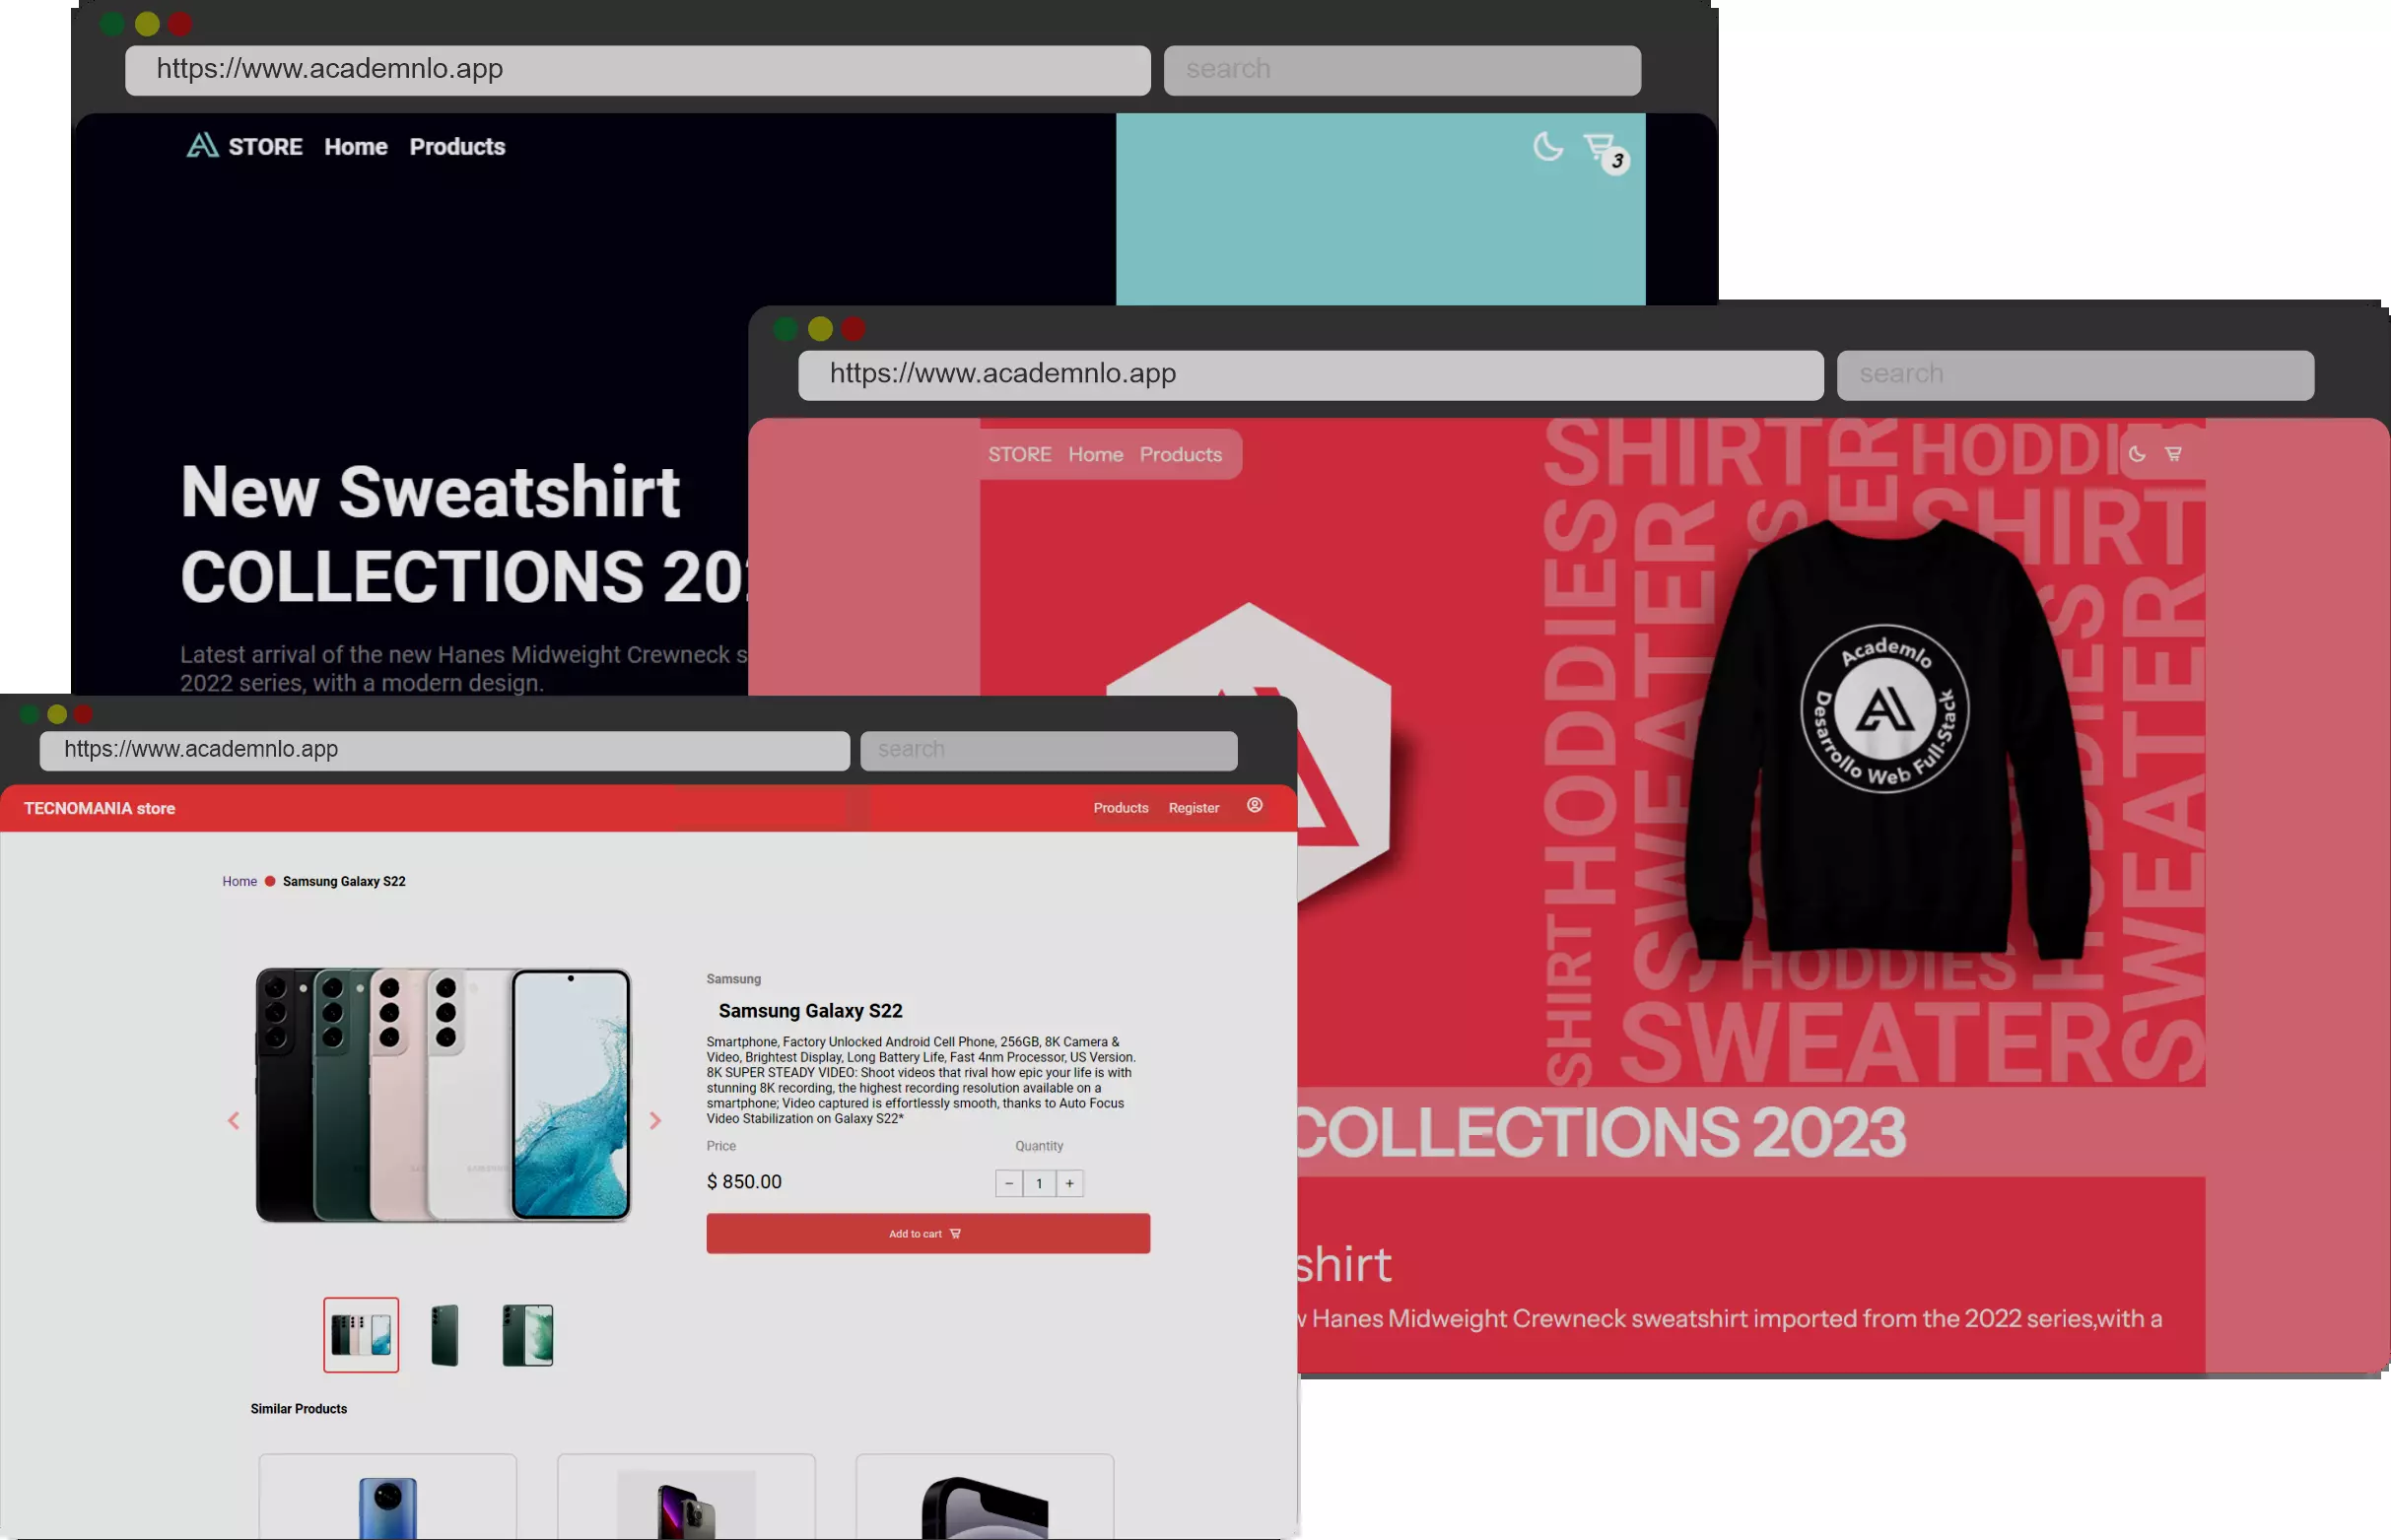 https://www.academnlo.app
search
STORE Home Products
3
New Sweatshirt
COLLECTIONS 20
Latest arrival of the new Hanes Midweight Crewneck s
2022 series, with a modern design.
https://www.academnlo.app
search
STORE Home Products
SHIRT
SWEATER
HODDIES
SHIRT
HODDIES
SWEATER
SWEATER
HODDIES
SHIRT
HODDIES
SWEATER
Academlo
Desarrollo Web Full-Stack
COLLECTIONS 2023
shirt
w Hanes Midweight Crewneck sweatshirt imported from the 2022 series,with a
https://www.academnlo.app
search
TECNOMANIA store
Products Register
Home Samsung Galaxy S22
Samsung
Samsung Galaxy S22
Smartphone, Factory Unlocked Android Cell Phone, 256GB, 8K Camera &
Video, Brightest Display, Long Battery Life, Fast 4nm Processor, US Version.
8K SUPER STEADY VIDEO: Shoot videos that rival how epic your life is with
stunning 8K recording, the highest recording resolution available on a
smartphone; Video captured is effortlessly smooth, thanks to Auto Focus
Video Stabilization on Galaxy S22*
Price Quantity
$ 850.00 − 1 +
Add to cart
Similar Products